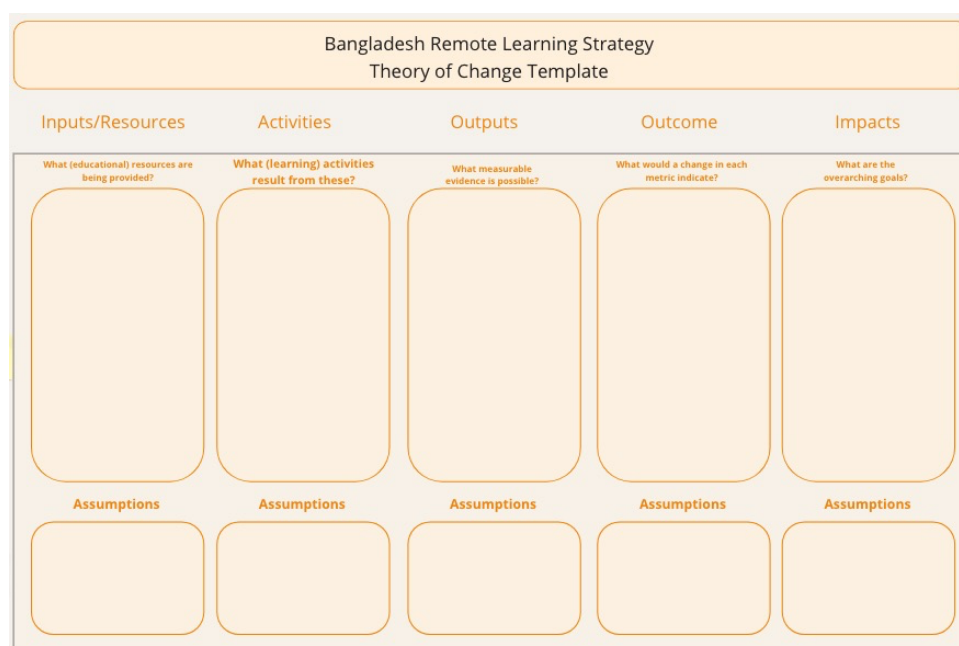 Bangladesh Remote Learning Strategy
Theory of Change Template
Inputs/Resources
Activities
Outputs
Outcome
Impacts
What (educational) resources are
being provided?
What (learning) activities
result from these?
What measurable
evidence is possible?
What would a change in each
metric indicate?
What are the
overarching goals?
Assumptions
Assumptions
Assumptions
Assumptions
Assumptions